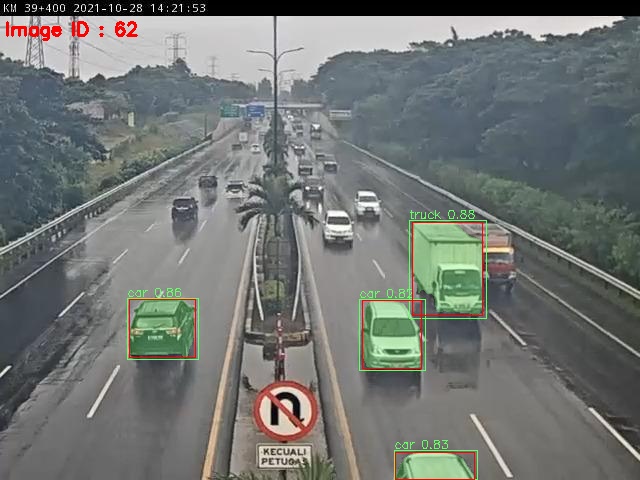 KM 39+400 2021-10-28 14:21:53
Image ID : 62
truck 0.88
car 0.86
car 0.82
KECUALI
PETUGAS
car 0.83